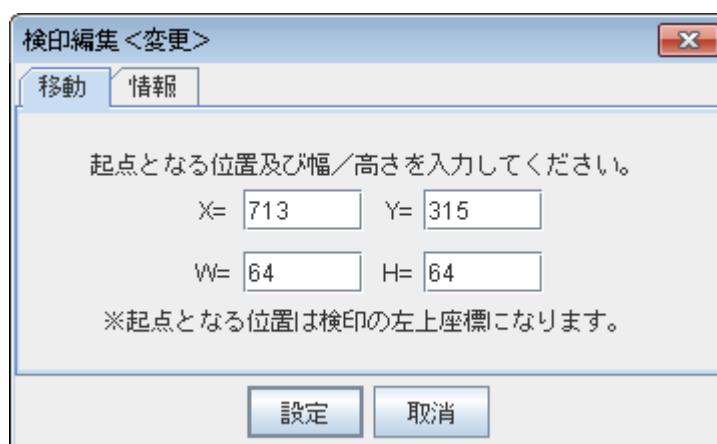 検印編集<変更>
移動 情報
起点となる位置及び幅／高さを入力してください。
X= 713 Y= 315
W= 64 H= 64
※起点となる位置は検印の左上座標になります。
設定 取消